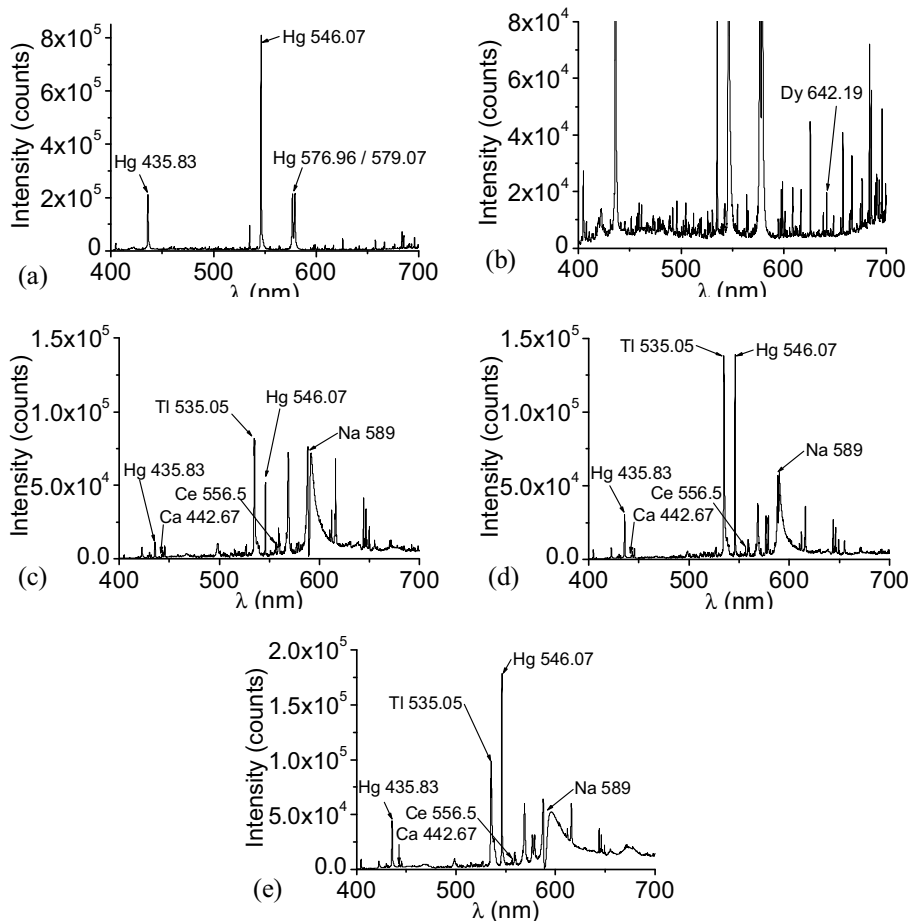 8x10⁵
6x10⁵
4x10⁵
2x10⁵
0
Intensity (counts)
Hg 546.07
Hg 435.83
Hg 576.96 / 579.07
400 500 600 700
λ (nm)
(a)
8x10⁴
6x10⁴
4x10⁴
2x10⁴
0
Intensity (counts)
Dy 642.19
400 500 600 700
λ (nm)
(b)
1.5x10⁵
1.0x10⁵
5.0x10⁴
0.0
Intensity (counts)
Tl 535.05
Hg 546.07
Na 589
Hg 435.83
Ce 556.5
Ca 442.67
400 500 600 700
λ (nm)
(c)
1.5x10⁵
1.0x10⁵
5.0x10⁴
0.0
Intensity (counts)
Tl 535.05
Hg 546.07
Na 589
Hg 435.83
Ce 556.5
Ca 442.67
400 500 600 700
λ (nm)
(d)
2.0x10⁵
1.5x10⁵
1.0x10⁵
5.0x10⁴
0.0
Intensity (counts)
Hg 546.07
Tl 535.05
Hg 435.83
Na 589
Ce 556.5
Ca 442.67
400 500 600 700
λ (nm)
(e)